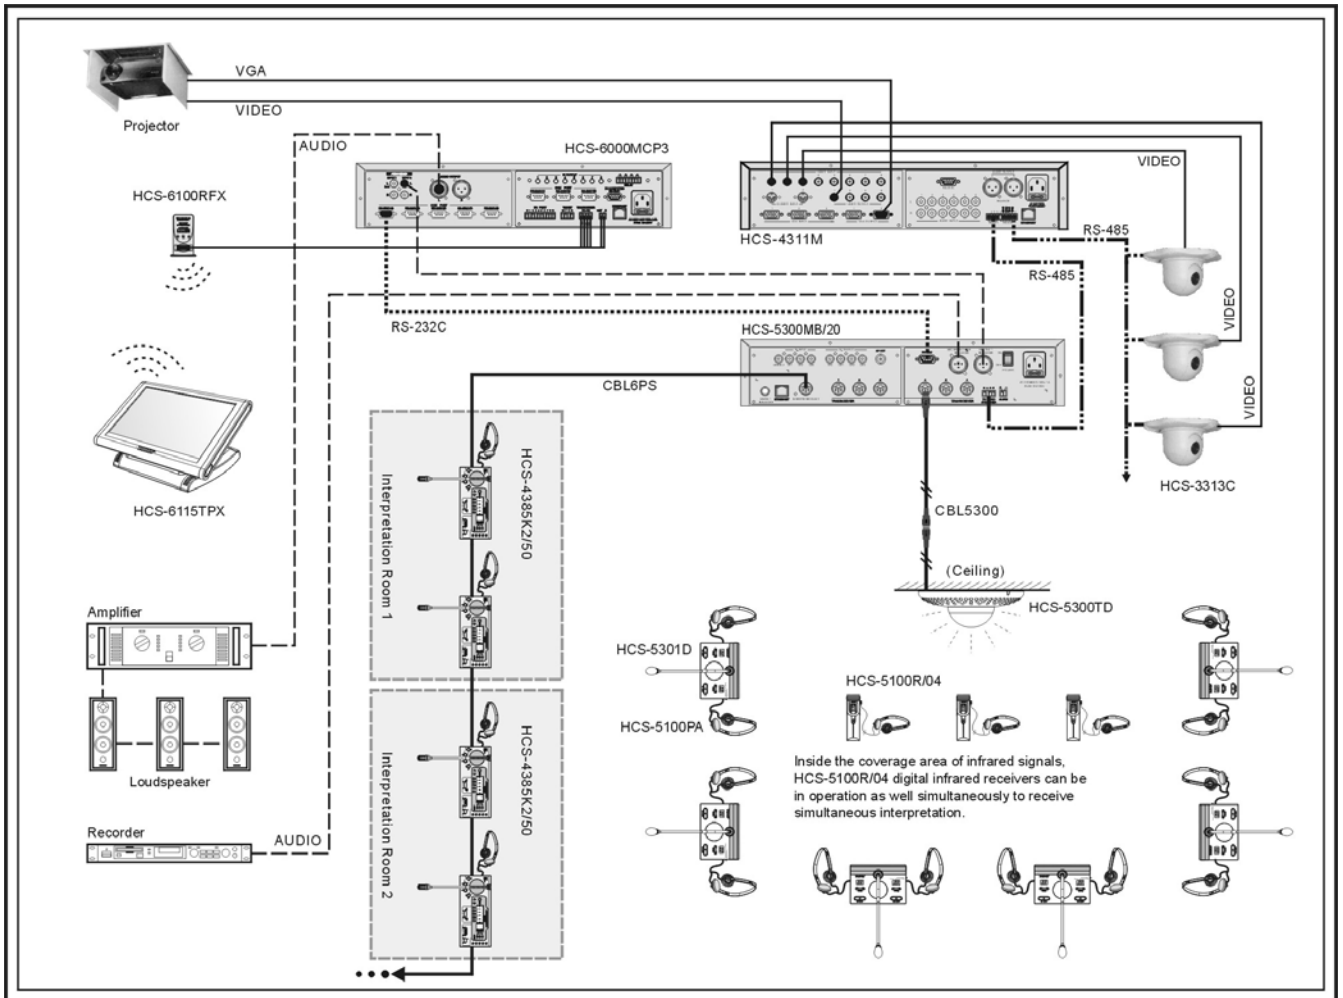 VGA
VIDEO
Projector
AUDIO
HCS-6000MCP3
VIDEO
HCS-6100RFX
HCS-4311M
RS-485
RS-485
VIDEO
RS-232C
HCS-5300MB/20
CBL6PS
VIDEO
HCS-3313C
HCS-6115TPX
Interpretation Room 1
HCS-4385K2/50
CBL5300
(Ceiling)
HCS-5300TD
Amplifier
HCS-5301D
HCS-5100R/04
HCS-5100PA
Loudspeaker
Interpretation Room 2
HCS-4385K2/50
Inside the coverage area of infrared signals,
HCS-5100R/04 digital infrared receivers can be
in operation as well simultaneously to receive
simultaneous interpretation.
Recorder
AUDIO